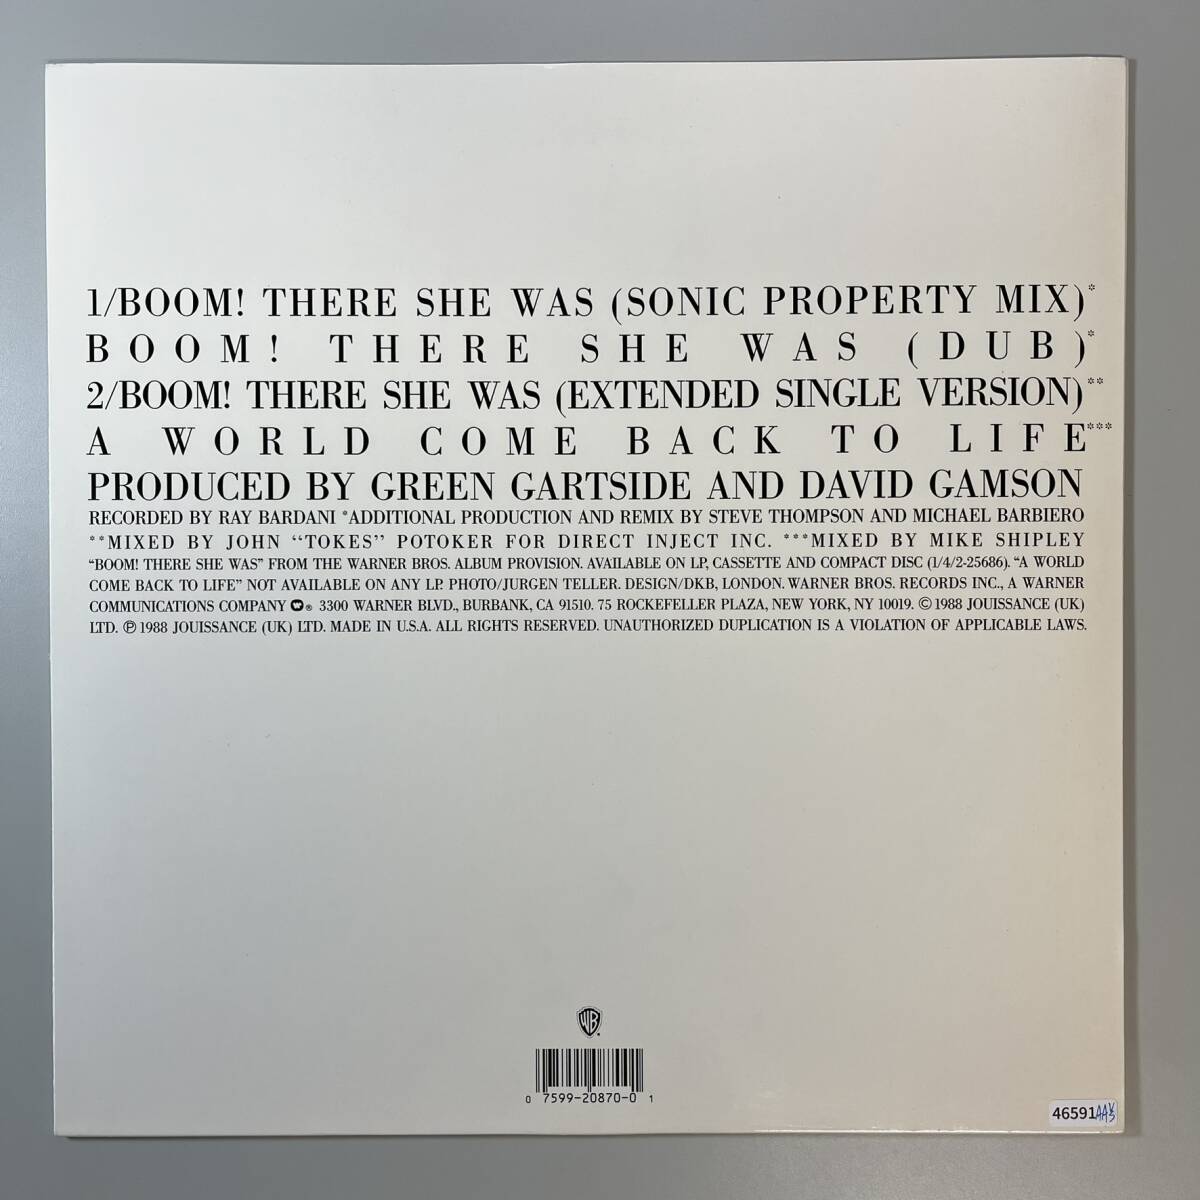 1/BOOM! THERE SHE WAS (SONIC PROPERTY MIX)*
BOOM! THERE SHE WAS (DUB)*
2/BOOM! THERE SHE WAS (EXTENDED SINGLE VERSION)**
A WORLD COME BACK TO LIFE***
PRODUCED BY GREEN GARTSIDE AND DAVID GAMSON
RECORDED BY RAY BARDANI *ADDITIONAL PRODUCTION AND REMIX BY STEVE THOMPSON AND MICHAEL BARBIERO
**MIXED BY JOHN “TOKES” POTOKER FOR DIRECT INJECT INC. ***MIXED BY MIKE SHIPLEY
“BOOM! THERE SHE WAS” FROM THE WARNER BROS. ALBUM PROVISION. AVAILABLE ON LP, CASSETTE AND COMPACT DISC (1/4/2-25686). “A WORLD
COME BACK TO LIFE” NOT AVAILABLE ON ANY LP. PHOTO/JURGEN TELLER. DESIGN/DKB, LONDON. WARNER BROS. RECORDS INC., A WARNER
COMMUNICATIONS COMPANY ® 3300 WARNER BLVD., BURBANK, CA 91510. 75 ROCKEFELLER PLAZA, NEW YORK, NY 10019. © 1988 JOUISSANCE (UK)
LTD. ℗ 1988 JOUISSANCE (UK) LTD. MADE IN U.S.A. ALL RIGHTS RESERVED. UNAUTHORIZED DUPLICATION IS A VIOLATION OF APPLICABLE LAWS.
WB
0 7599-20870-0 1
46591